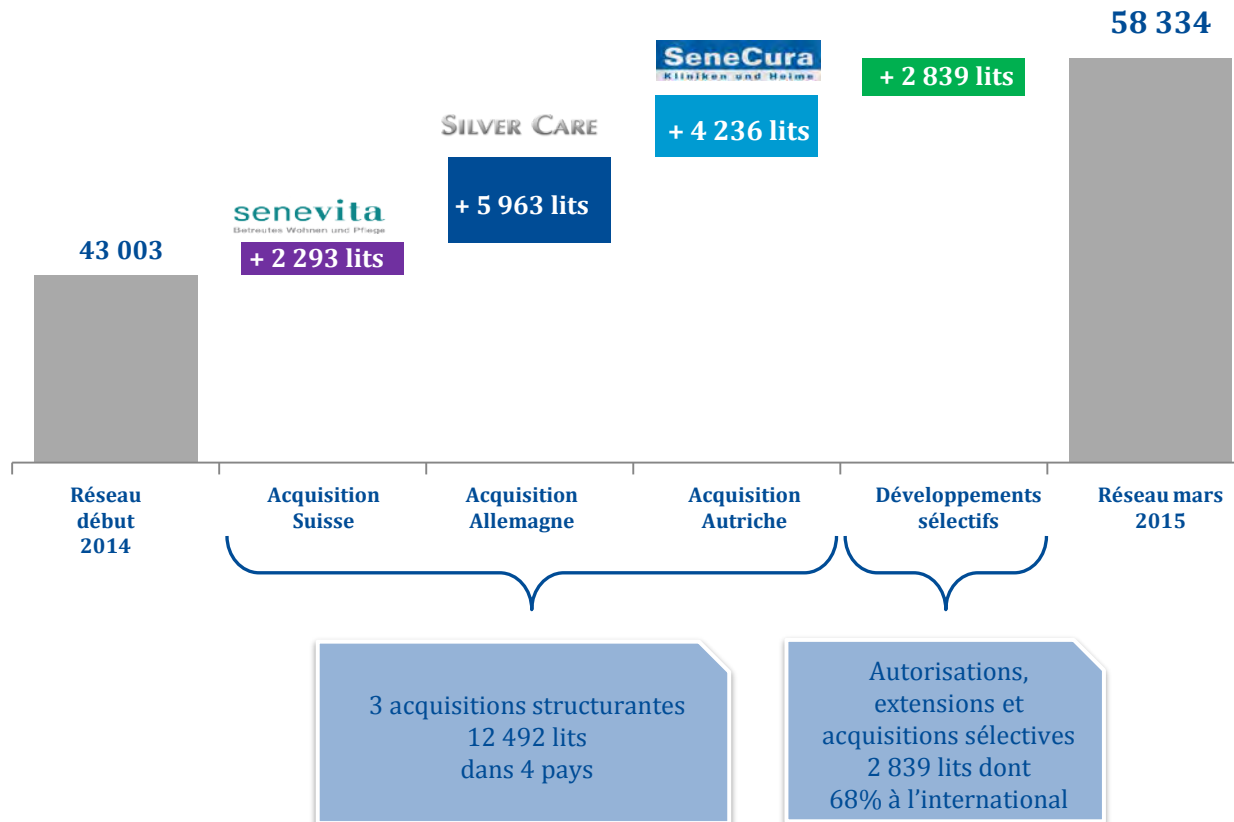 58 334
SeneCura
Kliniken und Heime
+ 2 839 lits
SILVER CARE
+ 4 236 lits
senevita
Betreutes Wohnen und Pflege
+ 5 963 lits
43 003
+ 2 293 lits
Réseau
début
2014
Acquisition
Suisse
Acquisition
Allemagne
Acquisition
Autriche
Développements
sélectifs
Réseau mars
2015
3 acquisitions structurantes
12 492 lits
dans 4 pays
Autorisations,
extensions et
acquisitions sélectives
2 839 lits dont
68% à l’international